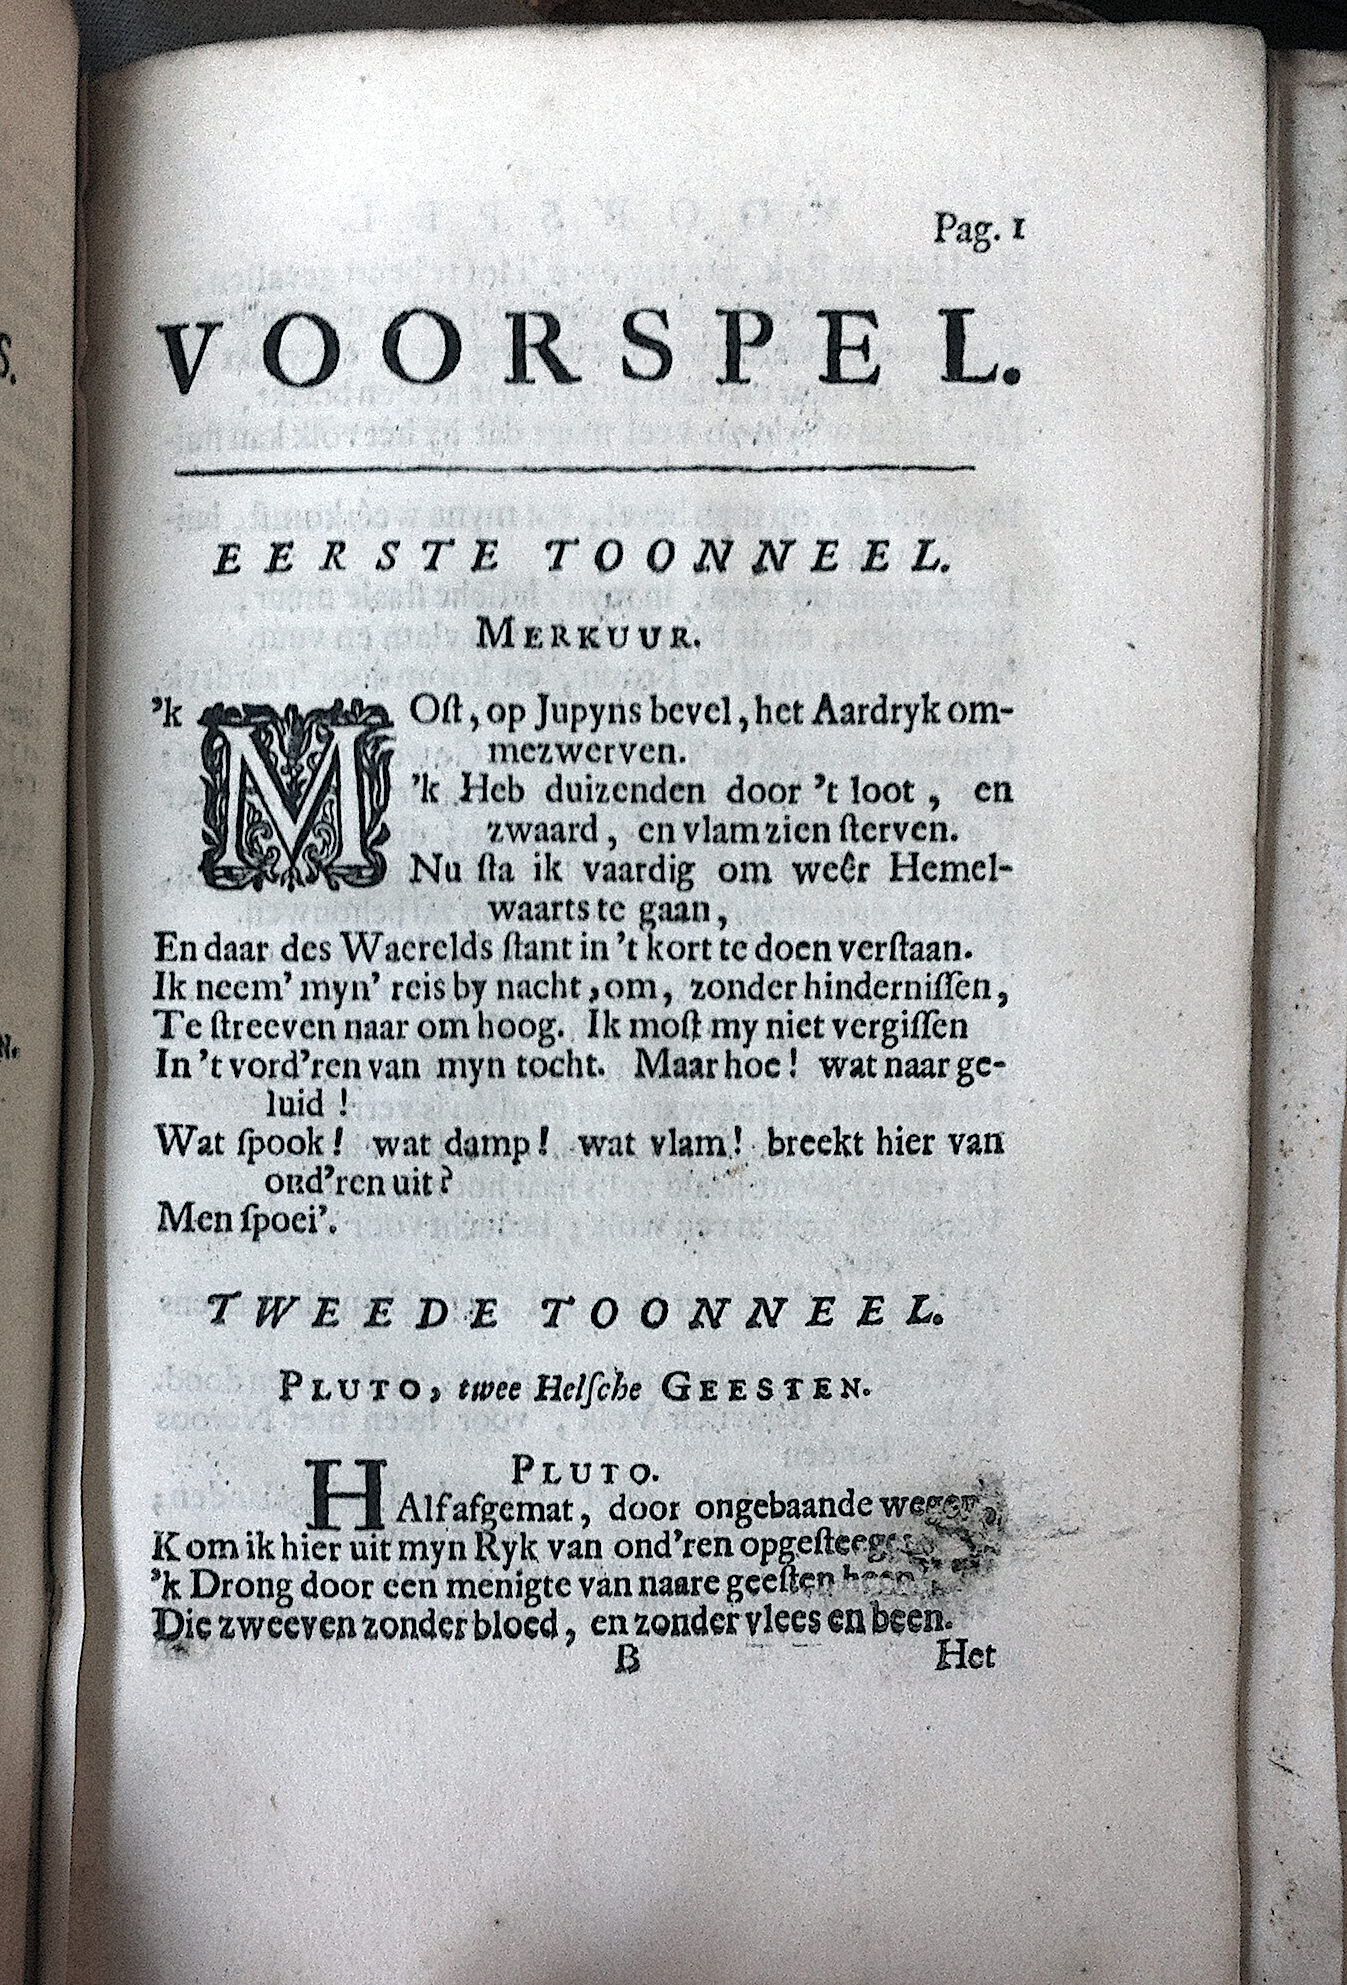 Pag. 1
VOORSPEL.
EERSTE TOONNEEL.
MERKUUR.
'k MOſt, op Jupyns bevel, het Aardryk om-
mezwerven.
'k Heb duizenden door 't loot, en
zwaard, en vlam zien ſterven.
Nu ſta ik vaardig om weêr Hemel-
waarts te gaan,
En daar des Waerelds ſtant in 't kort te doen verſtaan.
Ik neem' myn' reis by nacht, om, zonder hinderniſſen,
Te ſtreeven naar om hoog. Ik moſt my niet vergiſſen
In 't vord'ren van myn tocht. Maar hoe! wat naar ge-
luid!
Wat ſpook! wat damp! wat vlam! breekt hier van
ond'ren uit?
Men ſpoei'.
TWEEDE TOONNEEL.
PLUTO, twee Helſche GEESTEN.
PLUTO.
HAlf afgemat, door ongebaande wegen,
Kom ik hier uit myn Ryk van ond'ren opgeſteegen
'k Drong door een menigte van naare geeſten heen
Die zweeven zonder bloed, en zonder vlees en been.
B Het